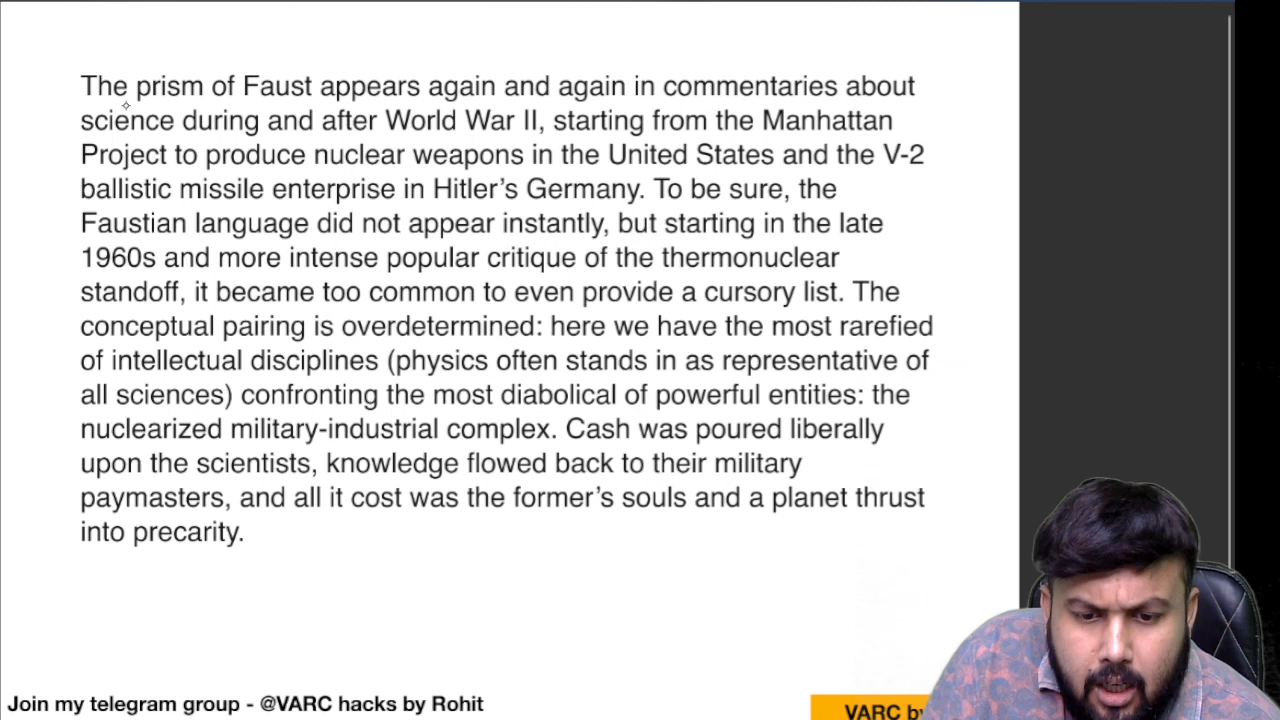 The prism of Faust appears again and again in commentaries about
science during and after World War II, starting from the Manhattan
Project to produce nuclear weapons in the United States and the V-2
ballistic missile enterprise in Hitler's Germany. To be sure, the
Faustian language did not appear instantly, but starting in the late
1960s and more intense popular critique of the thermonuclear
standoff, it became too common to even provide a cursory list. The
conceptual pairing is overdetermined: here we have the most rarefied
of intellectual disciplines (physics often stands in as representative of
all sciences) confronting the most diabolical of powerful entities: the
nuclearized military-industrial complex. Cash was poured liberally
upon the scientists, knowledge flowed back to their military
paymasters, and all it cost was the former's souls and a planet thrust
into precarity.
Join my telegram group - @VARC hacks by Rohit
VARC by